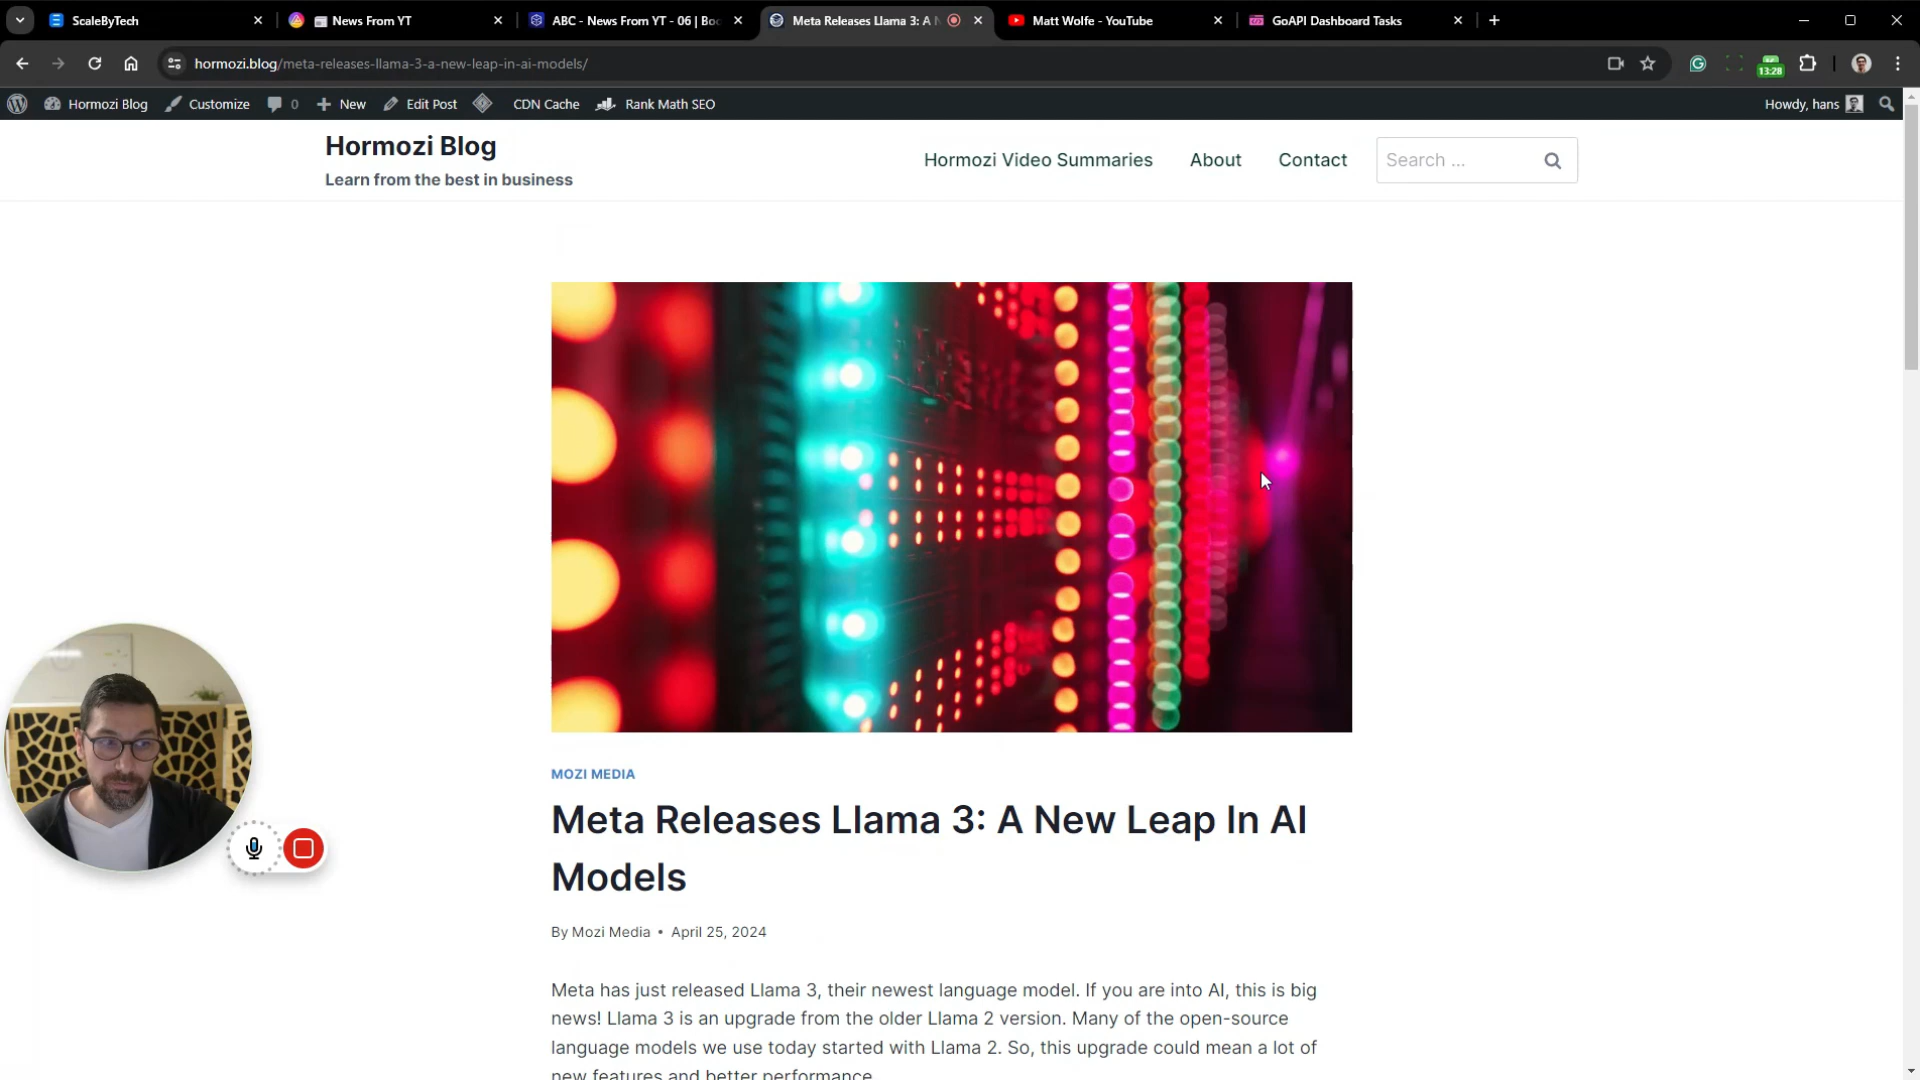 ScaleByTech
News From YT
ABC - News From YT - 06 | Boo
Meta Releases Llama 3: A N
Matt Wolfe - YouTube
GoAPI Dashboard Tasks
hormozi.blog/meta-releases-llama-3-a-new-leap-in-ai-models/
13:28
Hormozi Blog
Customize
0
New
Edit Post
CDN Cache
Rank Math SEO
Howdy, hans
Hormozi Blog
Learn from the best in business
Hormozi Video Summaries
About
Contact
Search ...
MOZI MEDIA
Meta Releases Llama 3: A New Leap In AI
Models
By Mozi Media • April 25, 2024
Meta has just released Llama 3, their newest language model. If you are into AI, this is big
news! Llama 3 is an upgrade from the older Llama 2 version. Many of the open-source
language models we use today started with Llama 2. So, this upgrade could mean a lot of
new features and better performance.